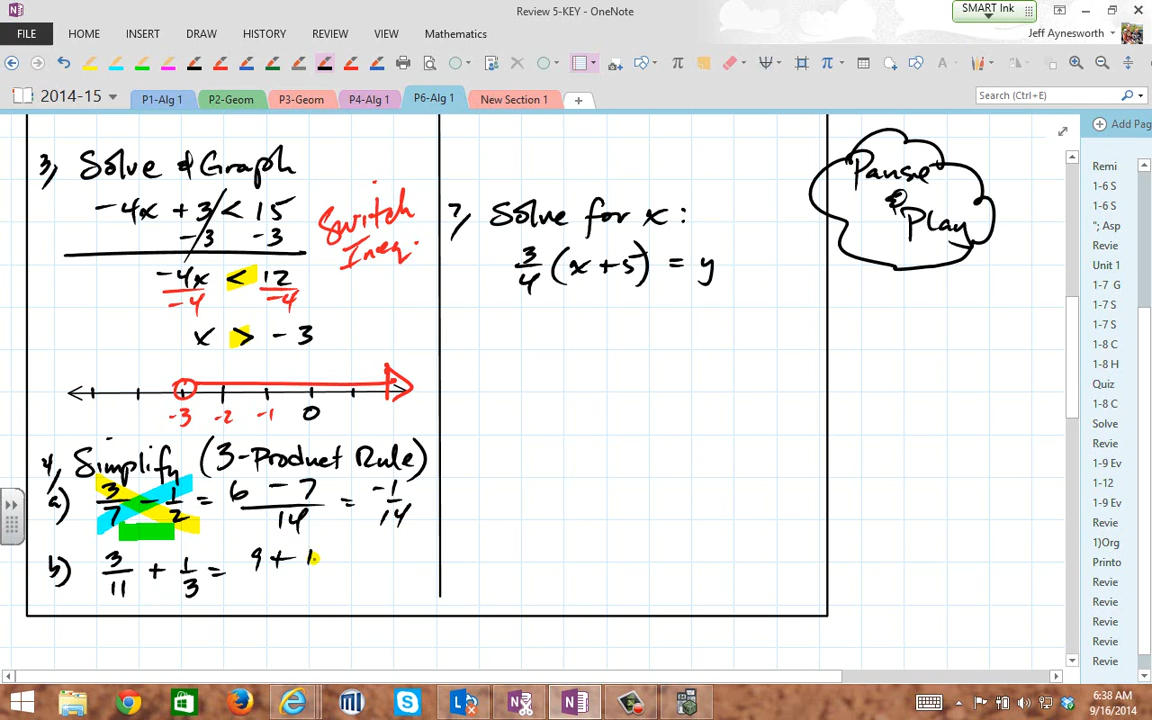 Review 5-KEY - OneNote
SMART Ink
FILE HOME INSERT DRAW HISTORY REVIEW VIEW Mathematics
Jeff Aynesworth
2014-15 P1-Alg 1 P2-Geom P3-Geom P4-Alg 1 P6-Alg 1 New Section 1
Search (Ctrl+E)
Add Pag
3, Solve & Graph
-4x + 3 < 15
-3 -3
-4x < 12
-4 -4
x > -3
Switch
Ineq.
-3 -2 -1 0
4, Simplify (3-Product Rule)
a) 3/7 - 1/2 = 6 - 7 / 14 = -1/14
b) 3/11 + 1/3 = 9 + 1
7, Solve for x:
3/4 (x + 5) = y
Pause
& Play
Remi
1-6 S
1-6 S
"; Asp
Revie
Unit 1
1-7 G
1-7 S
1-7 S
1-8 C
1-8 H
Quiz
1-8 C
Solve
Revie
1-9 Ev
1-12
1-9 Ev
Revie
1)Org
Printo
Revie
Revie
Revie
Revie
6:38 AM
9/16/2014